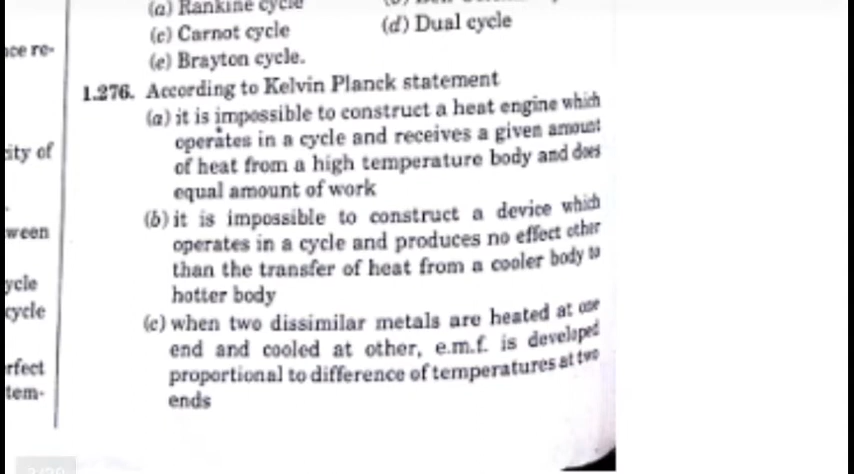 nce re-
sity of
ween
ycle
cycle
rfect
tem-
(a) Rankine cycle
(c) Carnot cycle (d) Dual cycle
(e) Brayton cycle.
1.276. According to Kelvin Planck statement
(a) it is impossible to construct a heat engine which
operates in a cycle and receives a given amount
of heat from a high temperature body and does
equal amount of work
(b) it is impossible to construct a device which
operates in a cycle and produces no effect other
than the transfer of heat from a cooler body to
hotter body
(c) when two dissimilar metals are heated at one
end and cooled at other, e.m.f. is developed
proportional to difference of temperatures at two
ends